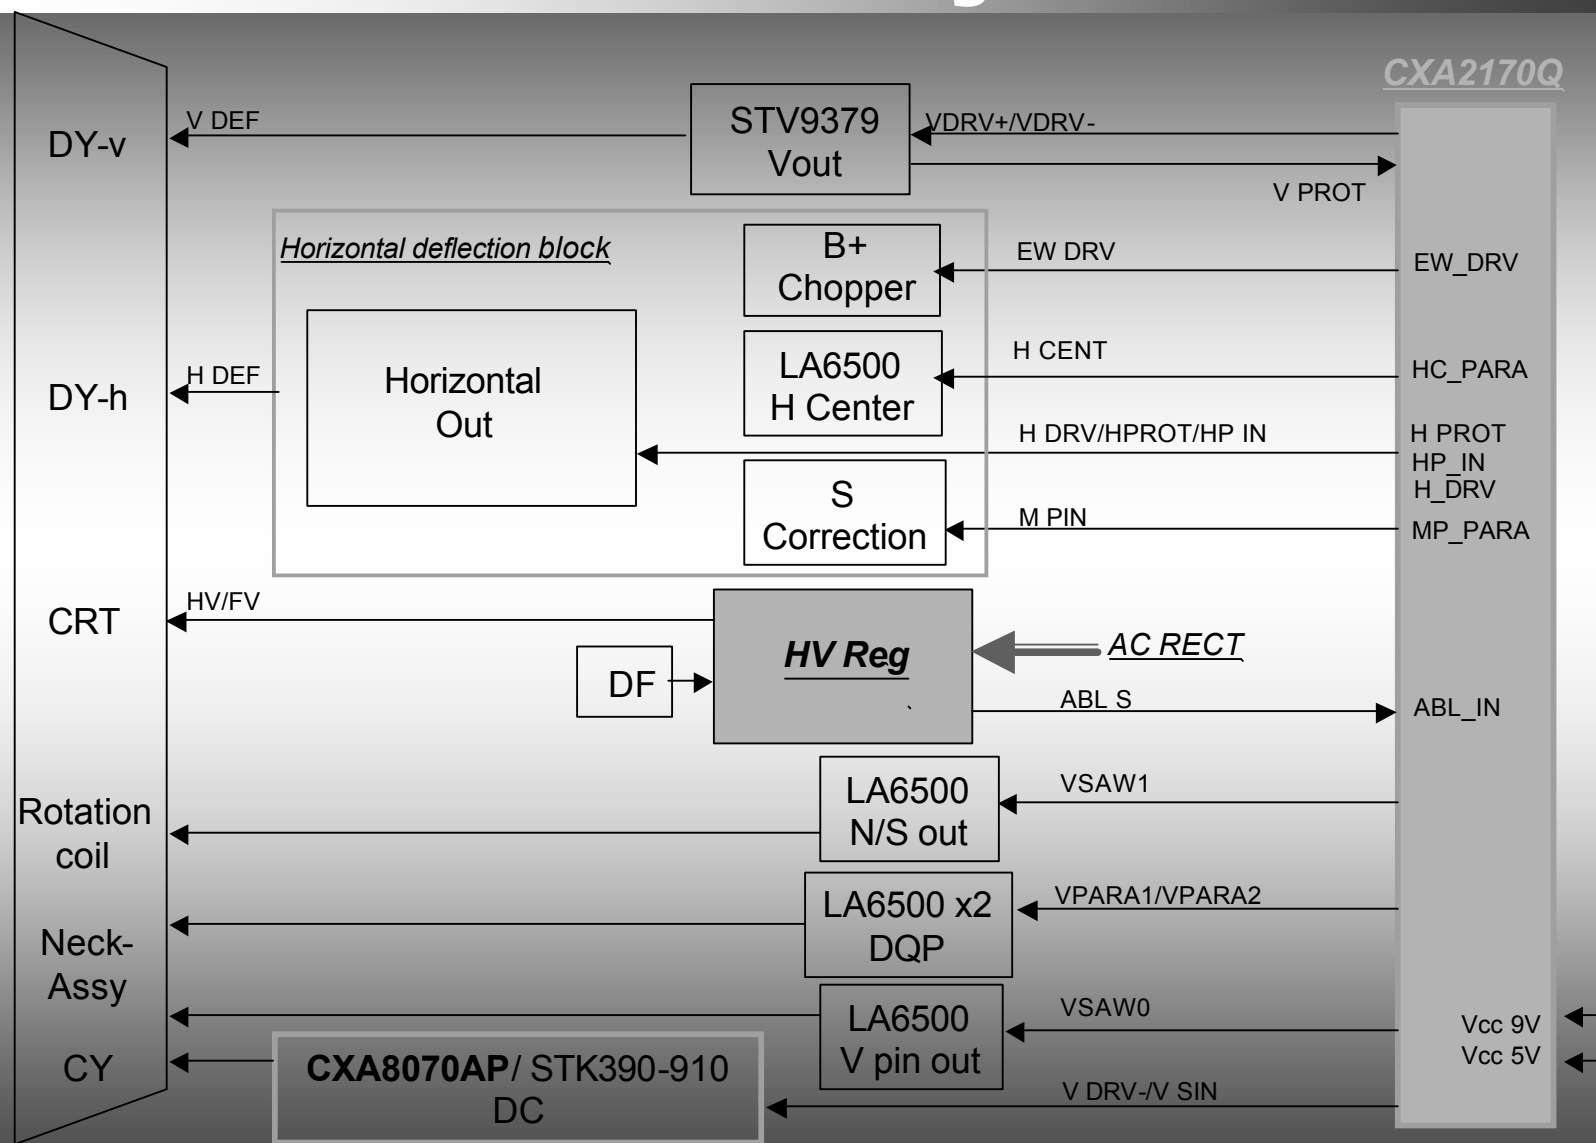 CXA2170Q
DY-v
V DEF
STV9379
Vout
VDRV+/VDRV-
V PROT
Horizontal deflection block
B+
Chopper
EW DRV
EW_DRV
DY-h
H DEF
Horizontal
Out
LA6500
H Center
H CENT
HC_PARA
H DRV/HPROT/HP IN
H PROT
HP_IN
H_DRV
S
Correction
M PIN
MP_PARA
CRT
HV/FV
DF
HV Reg
AC RECT
ABL S
ABL_IN
Rotation
coil
LA6500
N/S out
VSAW1
Neck-
Assy
LA6500 x2
DQP
VPARA1/VPARA2
LA6500
V pin out
VSAW0
Vcc 9V
Vcc 5V
CY
CXA8070AP/ STK390-910
DC
V DRV-/V SIN